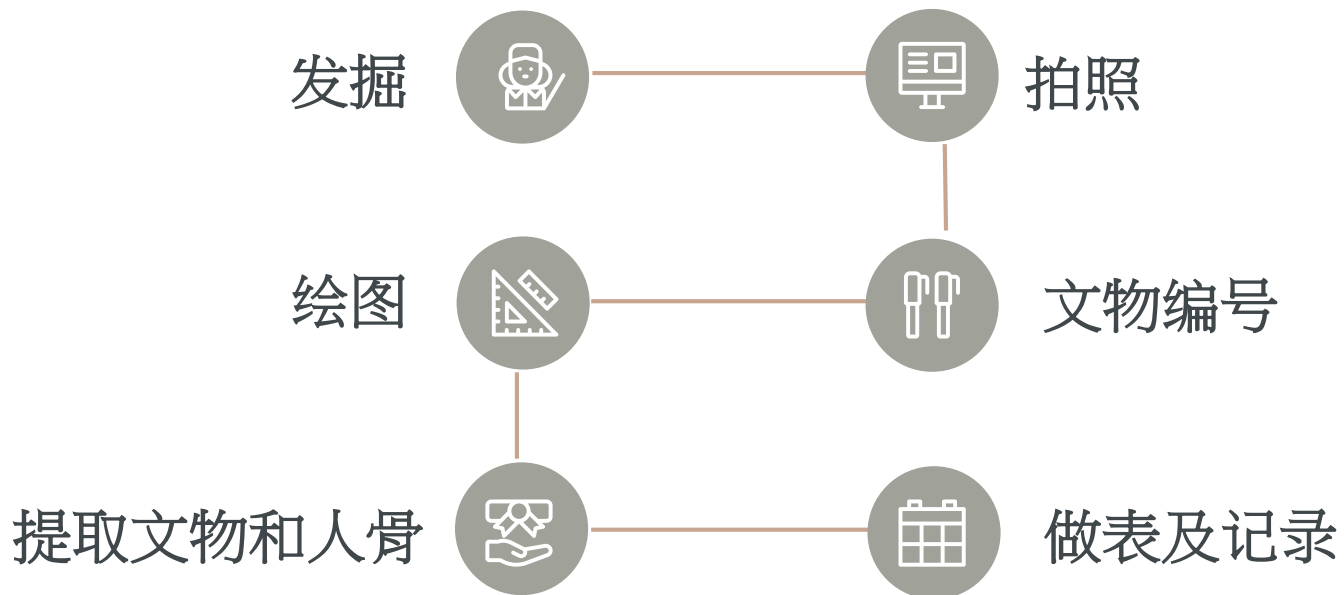 发掘
拍照
绘图
文物编号
提取文物和人骨
做表及记录